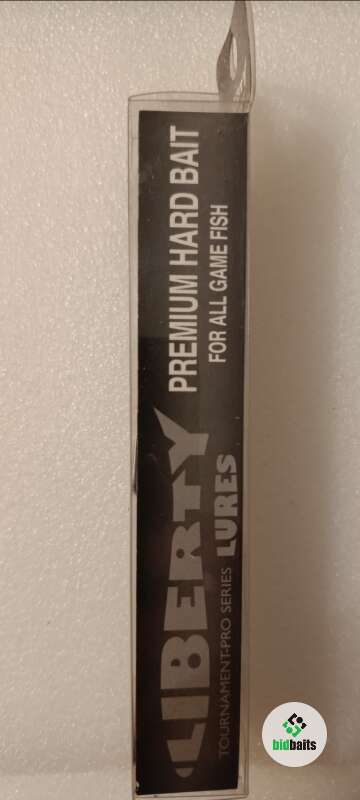 LIBERTY
TOURNAMENT-PRO SERIES LURES
PREMIUM HARD BAIT
FOR ALL GAME FISH
bidbaits